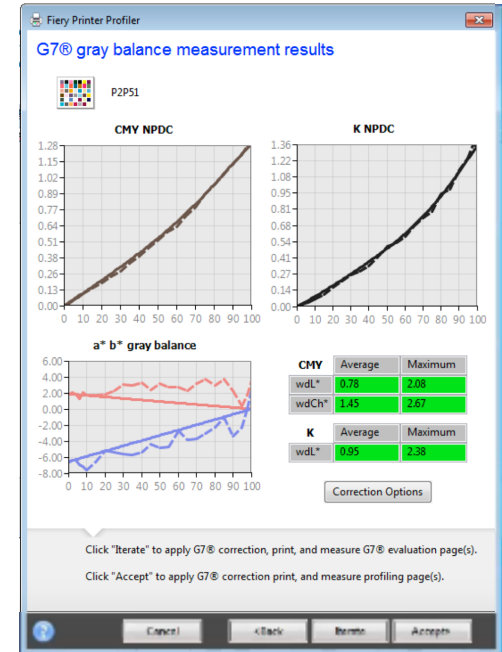 Fiery Printer Profiler
G7® gray balance measurement results
P2P51
CMY NPDC
1.28
1.15
1.02
0.89
0.77
0.64
0.51
0.38
0.26
0.13
0.00
0 10 20 30 40 50 60 70 80 90 100
K NPDC
1.36
1.22
1.08
0.95
0.81
0.68
0.54
0.41
0.27
0.14
0.00
0 10 20 30 40 50 60 70 80 90 100
a* b* gray balance
6.00
4.00
2.00
0.00
-2.00
-4.00
-6.00
-8.00
0 10 20 30 40 50 60 70 80 90 100
CMY Average Maximum
wdL* 0.78 2.08
wdCh* 1.45 2.67
K Average Maximum
wdL* 0.95 2.38
Correction Options
Click "Iterate" to apply G7® correction, print, and measure G7® evaluation page(s).
Click "Accept" to apply G7® correction print, and measure profiling page(s).
? Cancel <Back Iterate Accept>